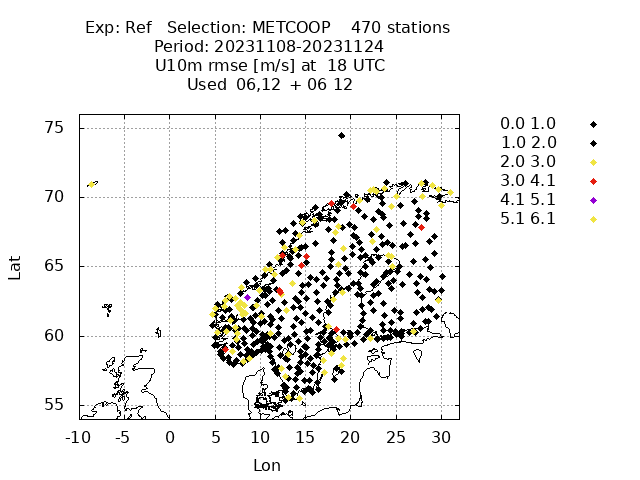 Exp: Ref   Selection: METCOOP    470 stations
Period: 20231108-20231124
U10m rmse [m/s] at  18 UTC
Used  06,12  + 06 12
0.0 1.0
1.0 2.0
2.0 3.0
3.0 4.1
4.1 5.1
5.1 6.1
75
70
65
60
55
Lat
-10 -5 0 5 10 15 20 25 30
Lon